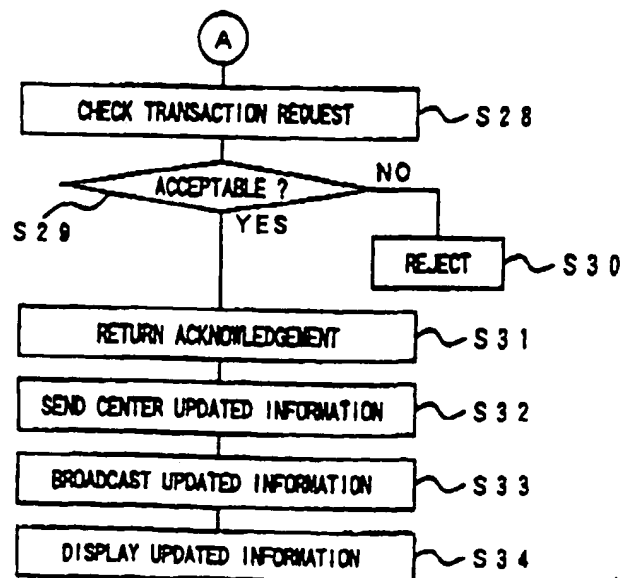 A
CHECK TRANSACTION REQUEST S28
ACCEPTABLE ? NO
S29 YES
REJECT S30
RETURN ACKNOWLEDGEMENT S31
SEND CENTER UPDATED INFORMATION S32
BROADCAST UPDATED INFORMATION S33
DISPLAY UPDATED INFORMATION S34